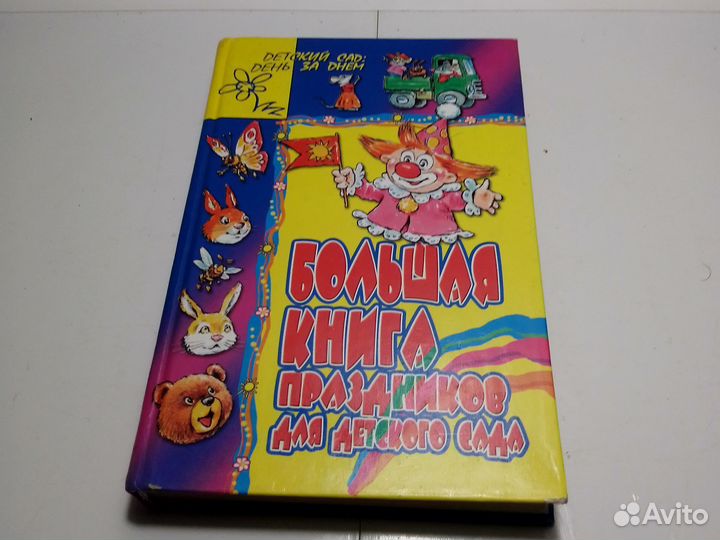 ДЕТСКИЙ САД:
ДЕНЬ ЗА ДНЕМ
БОЛЬШАЯ
КНИГА
ПРАЗДНИКОВ
ДЛЯ ДЕТСКОГО САДА
Avito